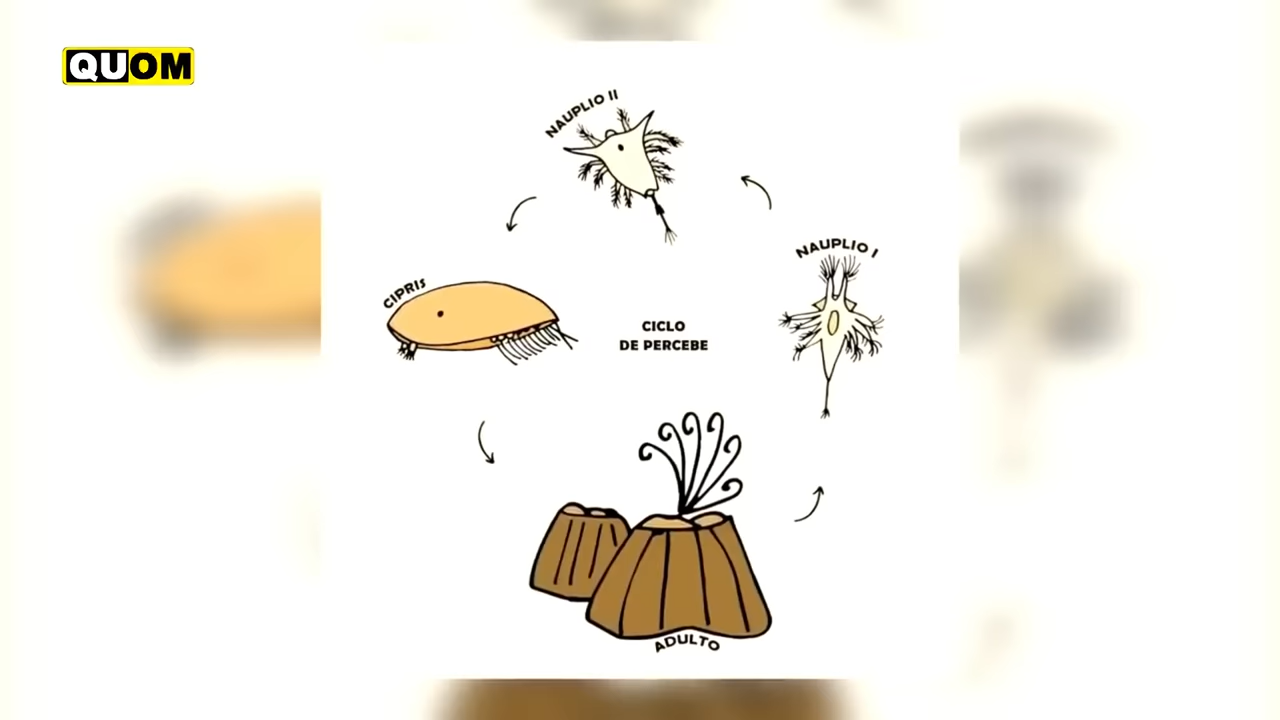 QUOM
NAUPLIO II
NAUPLIO I
CIPRIS
CICLO
DE PERCEBE
ADULTO